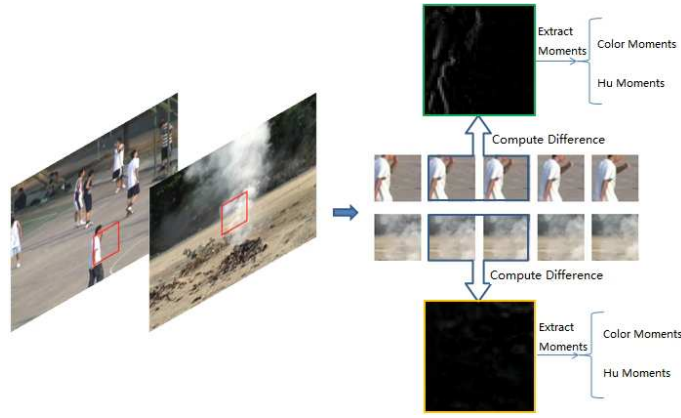 Extract
Moments
Color Moments
Hu Moments
Compute Difference
Compute Difference
Extract
Moments
Color Moments
Hu Moments